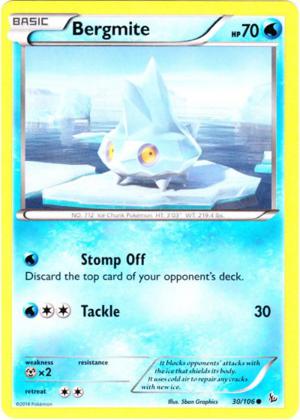 BASIC
Bergmite HP 70
NO. 712 Ice Chunk Pokémon HT: 3'03" WT: 219.4 lbs.
Stomp Off
Discard the top card of your opponent's deck.
Tackle 30
weakness resistance
×2
retreat
It blocks opponents' attacks with
the ice that shields its body.
It uses cold air to repair any cracks
with new ice.
Illus. 5ban Graphics 30/106
©2014 Pokémon